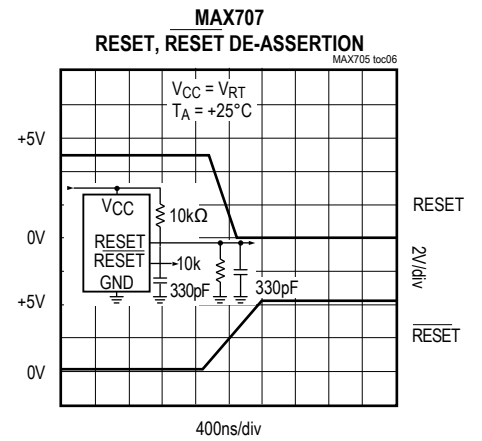 MAX707
RESET, RESET DE-ASSERTION
MAX705 toc06
VCC = VRT
TA = +25°C
+5V
0V
+5V
0V
VCC
RESET
RESET
GND
10kΩ
10k
330pF
330pF
RESET
2V/div
RESET
400ns/div